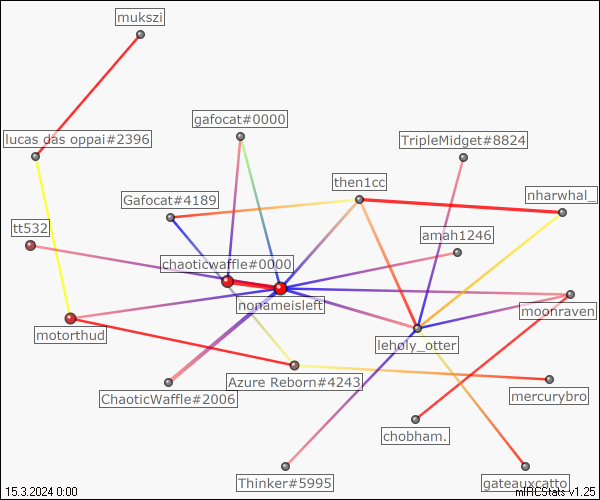 mukszi
gafocat#0000
lucas das oppai#2396
TripleMidget#8824
then1cc
Gafocat#4189
nharwhal_
tt532
amah1246
chaoticwaffle#0000
nonameisleft
moonraven
motorthud
leholy_otter
Azure Reborn#4243
ChaoticWaffle#2006
mercurybro
chobham.
Thinker#5995
gateauxcatto
15.3.2024 0:00
mIRCStats v1.25